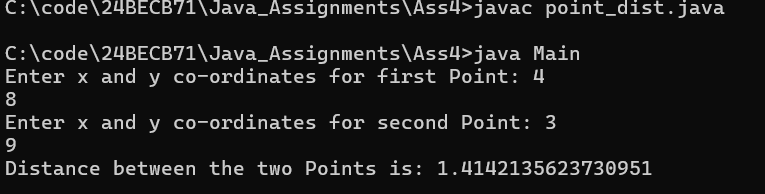 C:\code\24BECB71\Java_Assignments\Ass4>javac point_dist.java
C:\code\24BECB71\Java_Assignments\Ass4>java Main
Enter x and y co-ordinates for first Point: 4
8
Enter x and y co-ordinates for second Point: 3
9
Distance between the two Points is: 1.4142135623730951